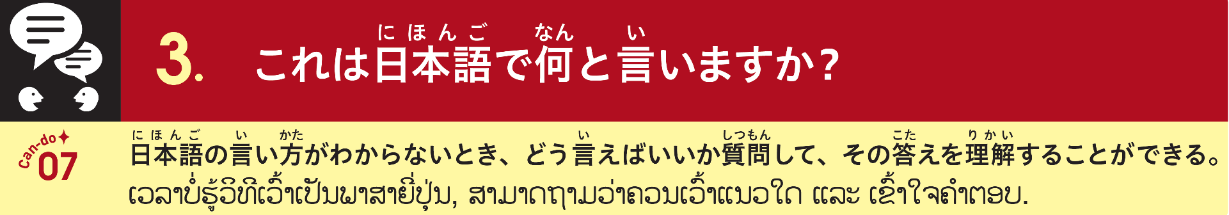 にほんご なん い
3. これは日本語で何と言いますか?
Can-do
07
にほんご い かた い しつもん こた りかい
日本語の言い方がわからないとき、どう言えばいいか質問して、その答えを理解することができる。
ເວລາບໍ່ຮູ້ວິທີເວົ້າເປັນພາສາຍີ່ປຸ່ນ, ສາມາດຖາມວ່າຄວນເວົ້າແນວໃດ ແລະ ເຂົ້າໃຈຄຳຕອບ.